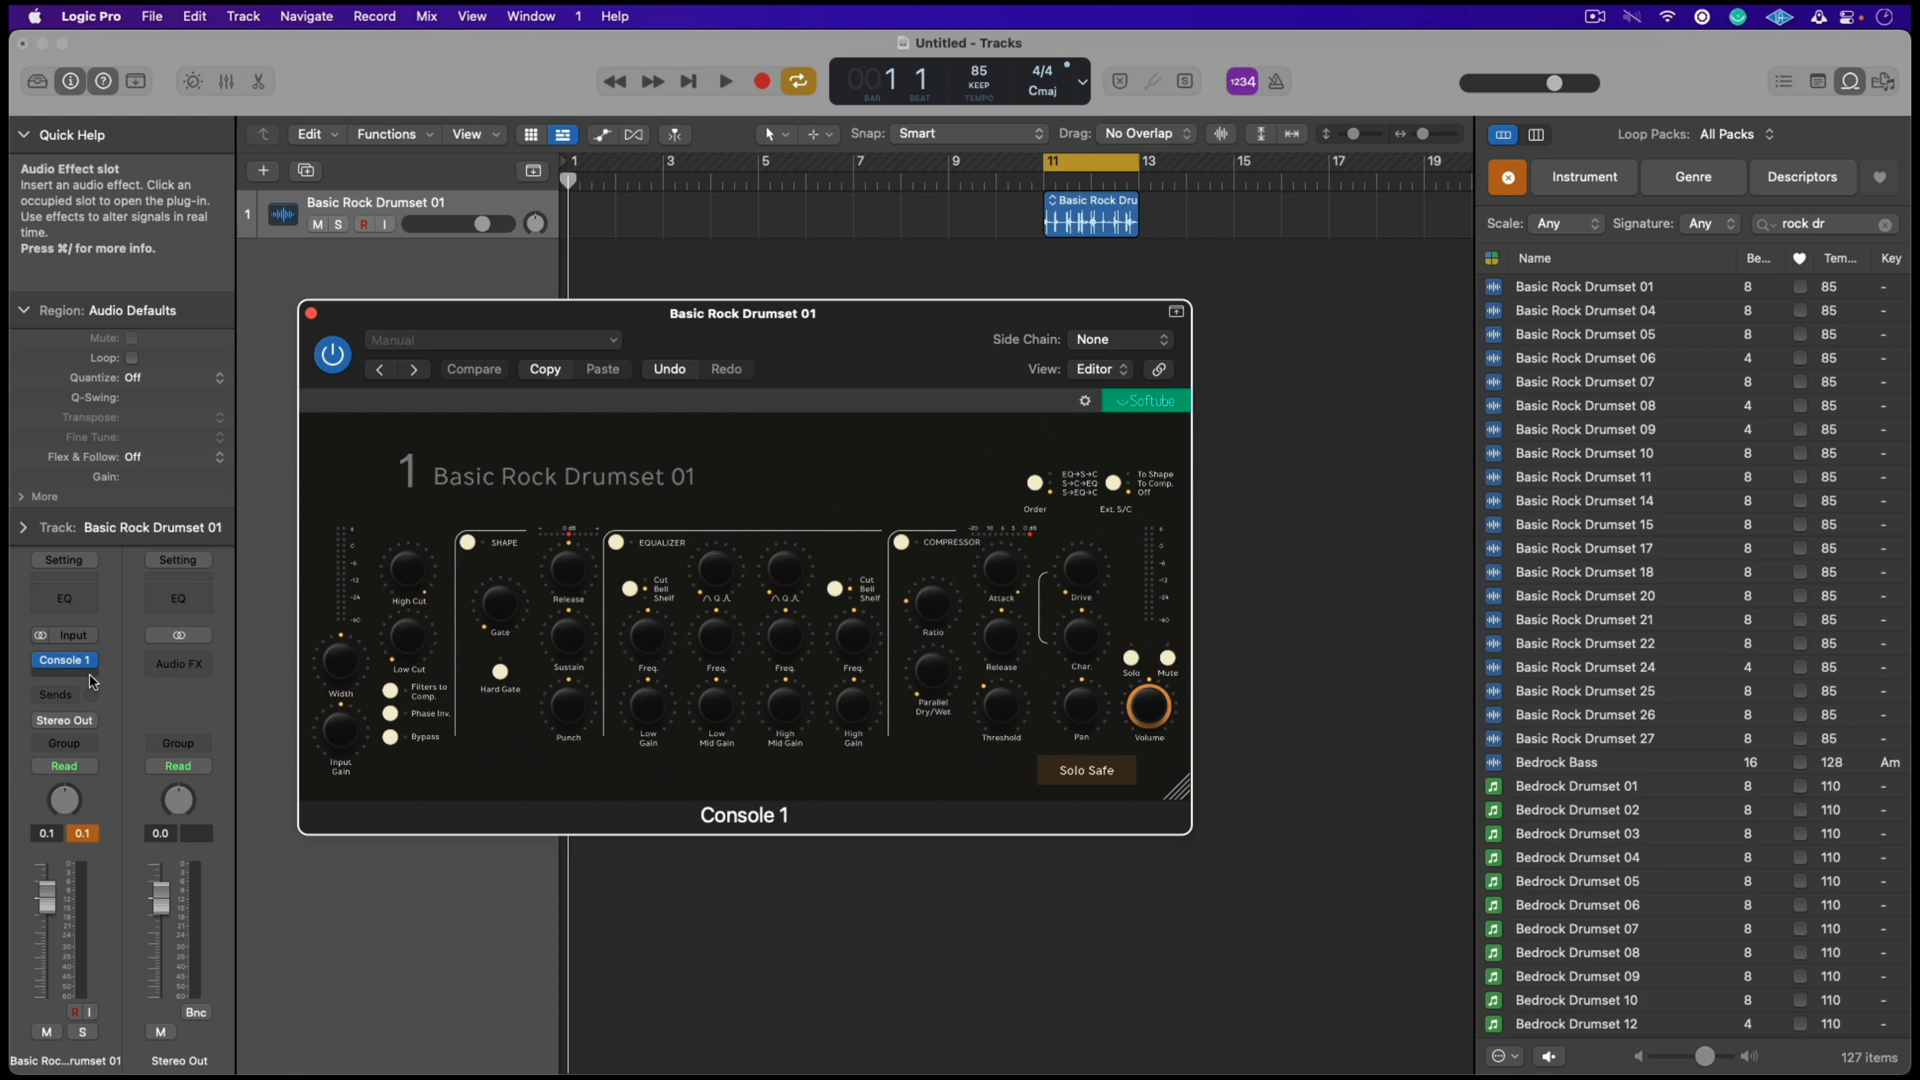 Logic Pro File Edit Track Navigate Record Mix View Window 1 Help
Untitled - Tracks
001 1 85 4/4
KEEP Cmaj
BAR BEAT TEMPO
1234
Quick Help
Audio Effect slot
Insert an audio effect. Click an
occupied slot to open the plug-in.
Use effects to alter signals in real
time.
Press ⌘/ for more info.
Region: Audio Defaults
Mute:
Loop:
Quantize: Off
Q-Swing:
Transpose:
Fine Tune:
Flex & Follow: Off
Gain:
More
Track: Basic Rock Drumset 01
Setting Setting
EQ EQ
Input
Console 1 Audio FX
Sends
Stereo Out
Group Group
Read Read
0.1 0.1 0.0
R I Bnc
M S M
Basic Roc...rumset 01 Stereo Out
Edit Functions View Snap: Smart Drag: No Overlap
1 3 5 7 9 11 13 15 17 19
1 Basic Rock Drumset 01
M S R I
Basic Rock Dru
Basic Rock Drumset 01
Manual Side Chain: None
Compare Copy Paste Undo Redo View: Editor
Softube
1 Basic Rock Drumset 01
EQ→S→C
S→C→EQ
S→EQ→C
Order
To Shape
To Comp.
Off
Ext. S/C
SHAPE EQUALIZER COMPRESSOR
0 dB -20 10 6 3 0 dB
High Cut
Low Cut
Width
Input
Gain
Filters to
Comp.
Phase Inv.
Bypass
Gate
Hard Gate
Release
Sustain
Punch
Cut
Bell
Shelf
Q Q
Cut
Bell
Shelf
Freq. Freq. Freq. Freq.
Low
Gain
Low
Mid Gain
High
Mid Gain
High
Gain
Ratio
Parallel
Dry/Wet
Attack
Release
Threshold
Drive
Char.
Pan
Solo Mute
Volume
Solo Safe
Console 1
Loop Packs: All Packs
Instrument Genre Descriptors
Scale: Any Signature: Any rock dr
Name Be... Tem... Key
Basic Rock Drumset 01 8 85 -
Basic Rock Drumset 04 8 85 -
Basic Rock Drumset 05 8 85 -
Basic Rock Drumset 06 4 85 -
Basic Rock Drumset 07 8 85 -
Basic Rock Drumset 08 4 85 -
Basic Rock Drumset 09 4 85 -
Basic Rock Drumset 10 8 85 -
Basic Rock Drumset 11 8 85 -
Basic Rock Drumset 14 8 85 -
Basic Rock Drumset 15 8 85 -
Basic Rock Drumset 17 8 85 -
Basic Rock Drumset 18 8 85 -
Basic Rock Drumset 20 8 85 -
Basic Rock Drumset 21 8 85 -
Basic Rock Drumset 22 8 85 -
Basic Rock Drumset 24 4 85 -
Basic Rock Drumset 25 8 85 -
Basic Rock Drumset 26 8 85 -
Basic Rock Drumset 27 8 85 -
Bedrock Bass 16 128 Am
Bedrock Drumset 01 8 110 -
Bedrock Drumset 02 8 110 -
Bedrock Drumset 03 8 110 -
Bedrock Drumset 04 8 110 -
Bedrock Drumset 05 8 110 -
Bedrock Drumset 06 8 110 -
Bedrock Drumset 07 8 110 -
Bedrock Drumset 08 8 110 -
Bedrock Drumset 09 8 110 -
Bedrock Drumset 10 8 110 -
Bedrock Drumset 12 4 110 -
127 items